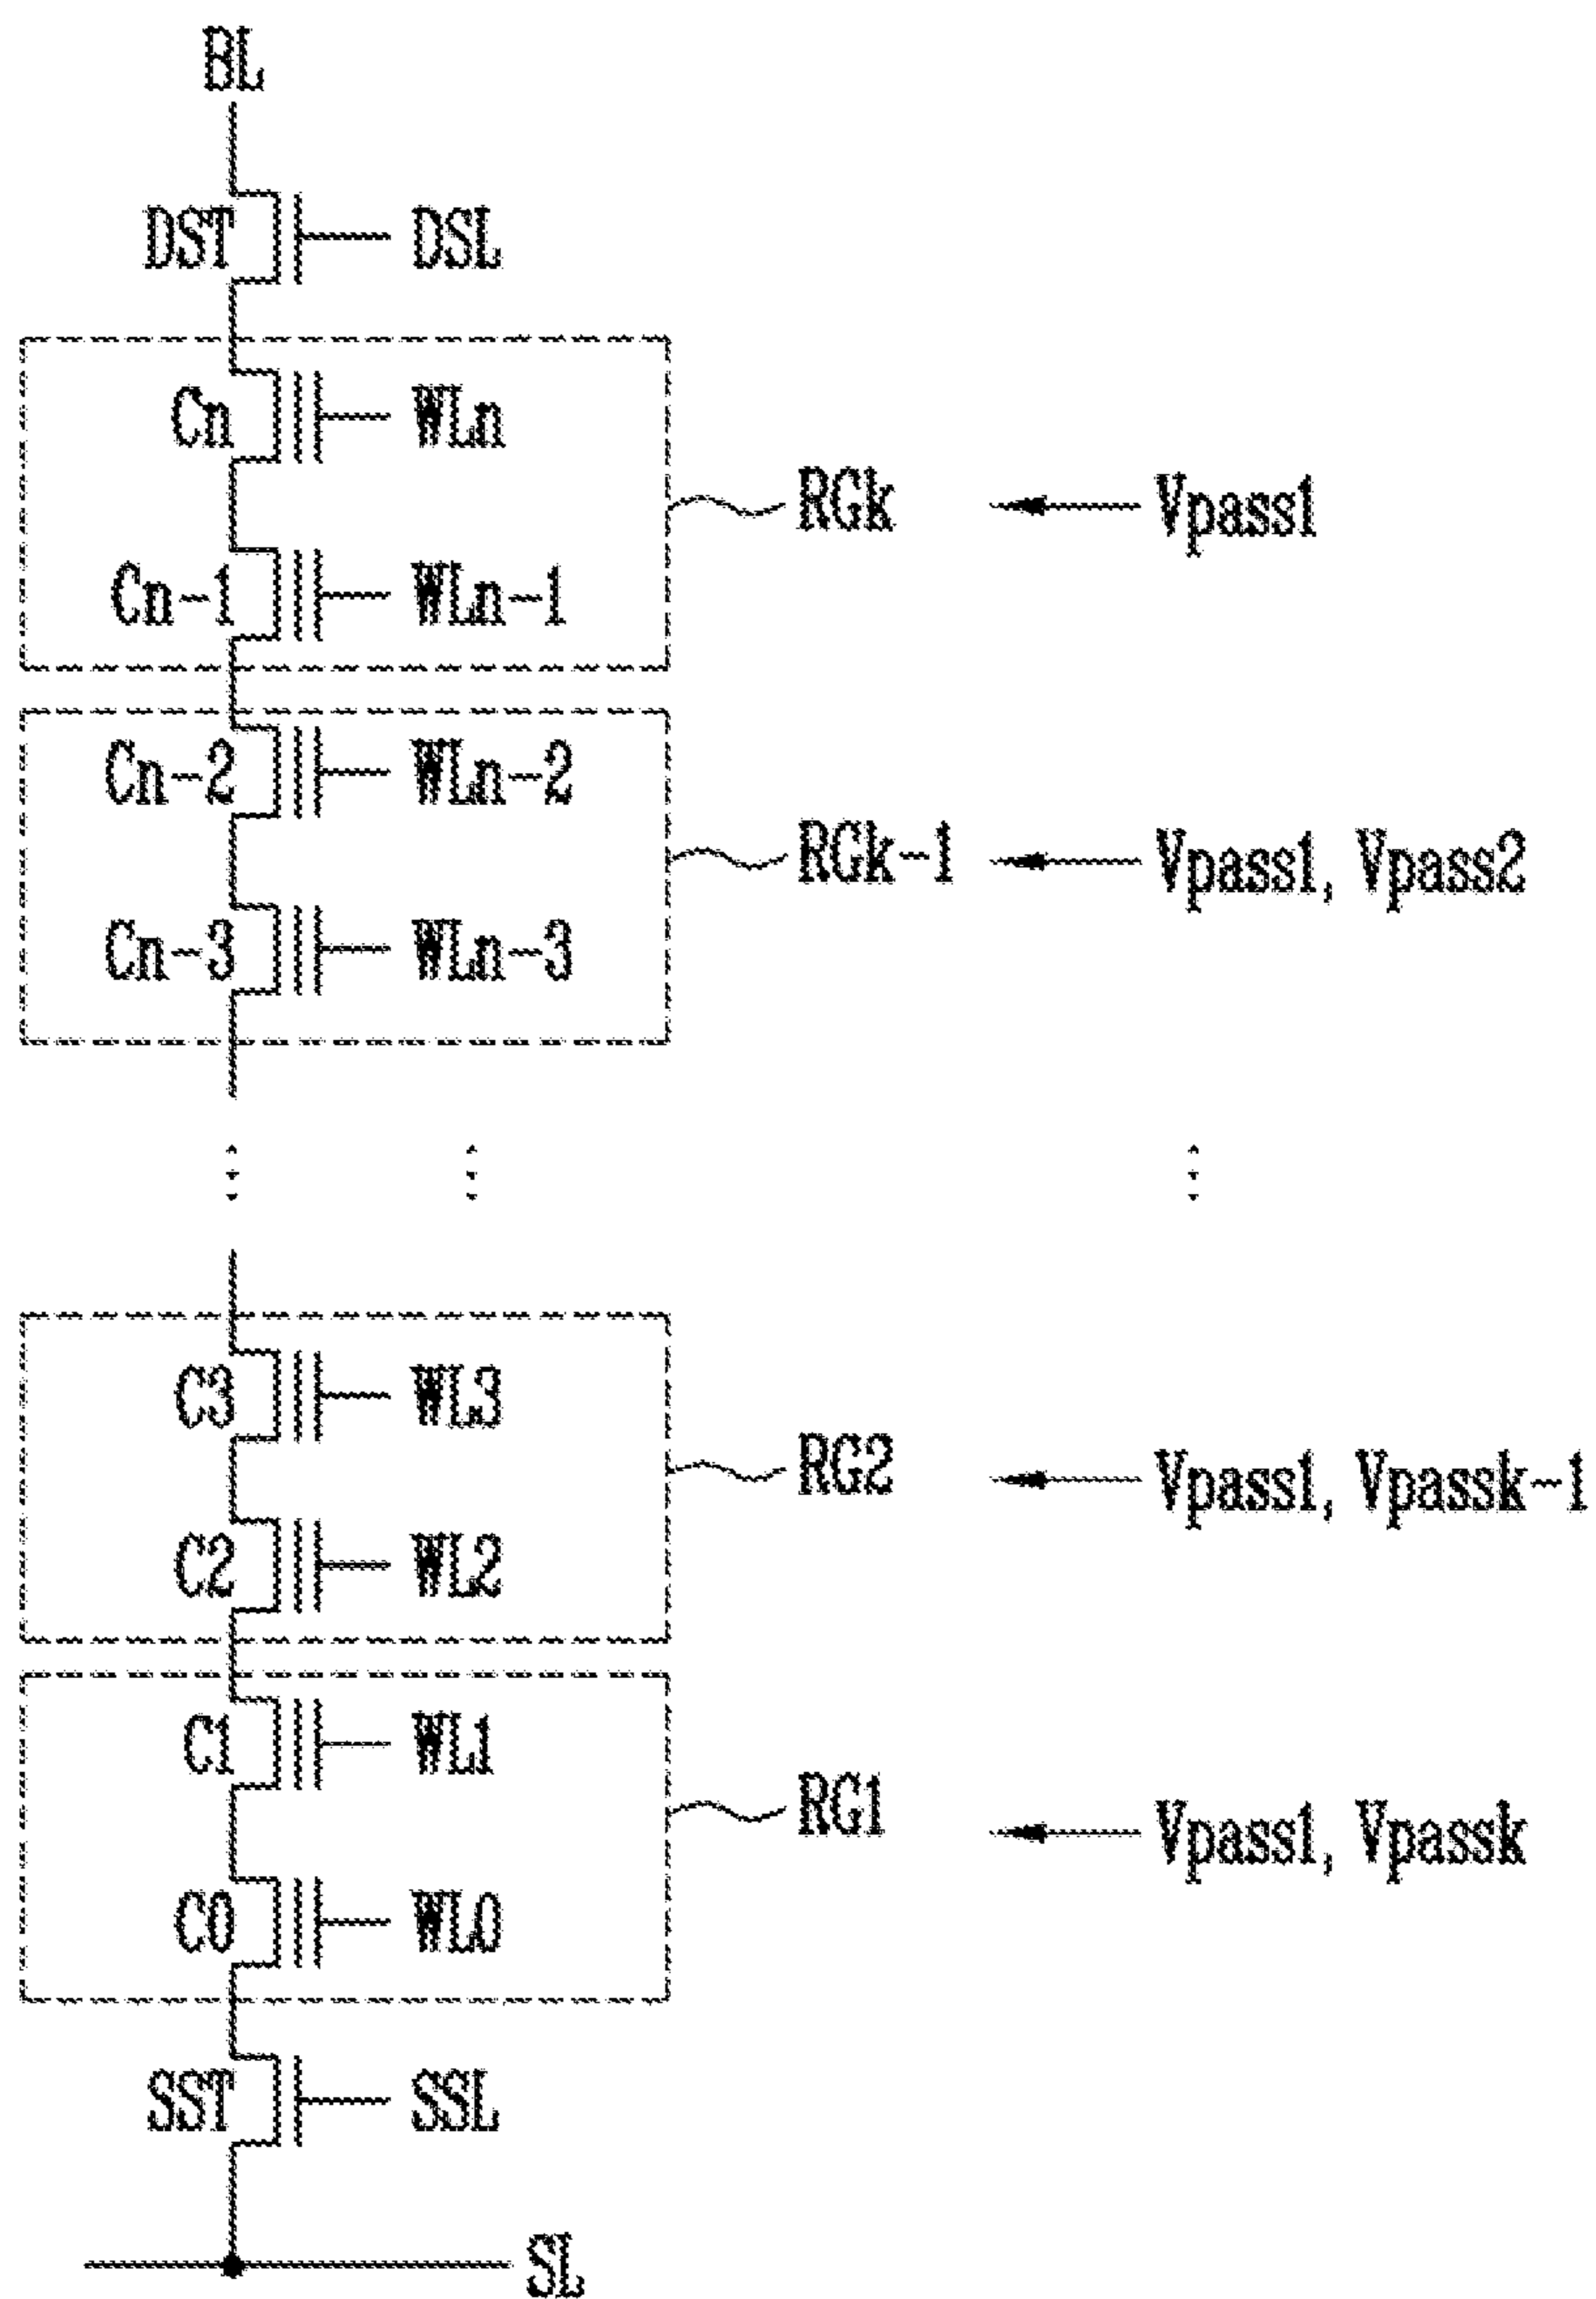 BL
DST DSL
Cn WLn
RGk Vpass1
Cn-1 WLn-1
Cn-2 WLn-2
RGk-1 Vpass1, Vpass2
Cn-3 WLn-3
C3 WL3
RG2 Vpass1, Vpassk-1
C2 WL2
C1 WL1
RG1 Vpass1, Vpassk
C0 WL0
SST SSL
SL